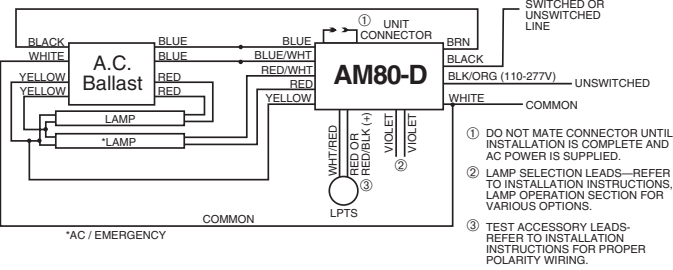 SWITCHED OR
UNSWITCHED
LINE
① UNIT
CONNECTOR
BLACK
WHITE
YELLOW
YELLOW
A.C.
Ballast
BLUE
BLUE
RED
RED
BLUE
BLUE/WHT
RED/WHT
RED
YELLOW
AM80-D
BRN
BLACK
BLK/ORG (110-277V)
UNSWITCHED
WHITE
COMMON
LAMP
*LAMP
WHT/RED
RED OR
RED/BLK (+)
VIOLET
VIOLET
②
③
LPTS
COMMON
*AC / EMERGENCY
① DO NOT MATE CONNECTOR UNTIL
INSTALLATION IS COMPLETE AND
AC POWER IS SUPPLIED.
② LAMP SELECTION LEADS—REFER
TO INSTALLATION INSTRUCTIONS,
LAMP OPERATION SECTION FOR
VARIOUS OPTIONS.
③ TEST ACCESSORY LEADS-
REFER TO INSTALLATION
INSTRUCTIONS FOR PROPER
POLARITY WIRING.